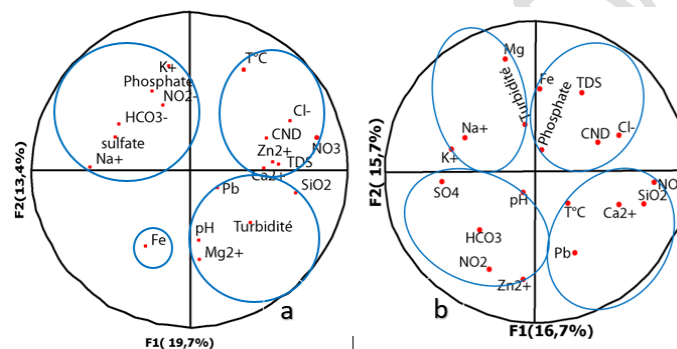 T°C
K+
Phosphate
NO2-
HCO3-
sulfate
Na+
Cl-
CND
NO3
Zn2+
TDS
Ca2+
SiO2
Pb
Turbidité
pH
Mg2+
Fe
a
F2(13,4%)
F1( 19,7%)
Mg
Fe
TDS
Turbidité
Phosphate
Na+
CND
Cl-
K+
SO4
pH
NO
SiO2
T°C
Ca2+
HCO3
Pb
NO2
Zn2+
b
F2( 15,7%)
F1(16,7%)